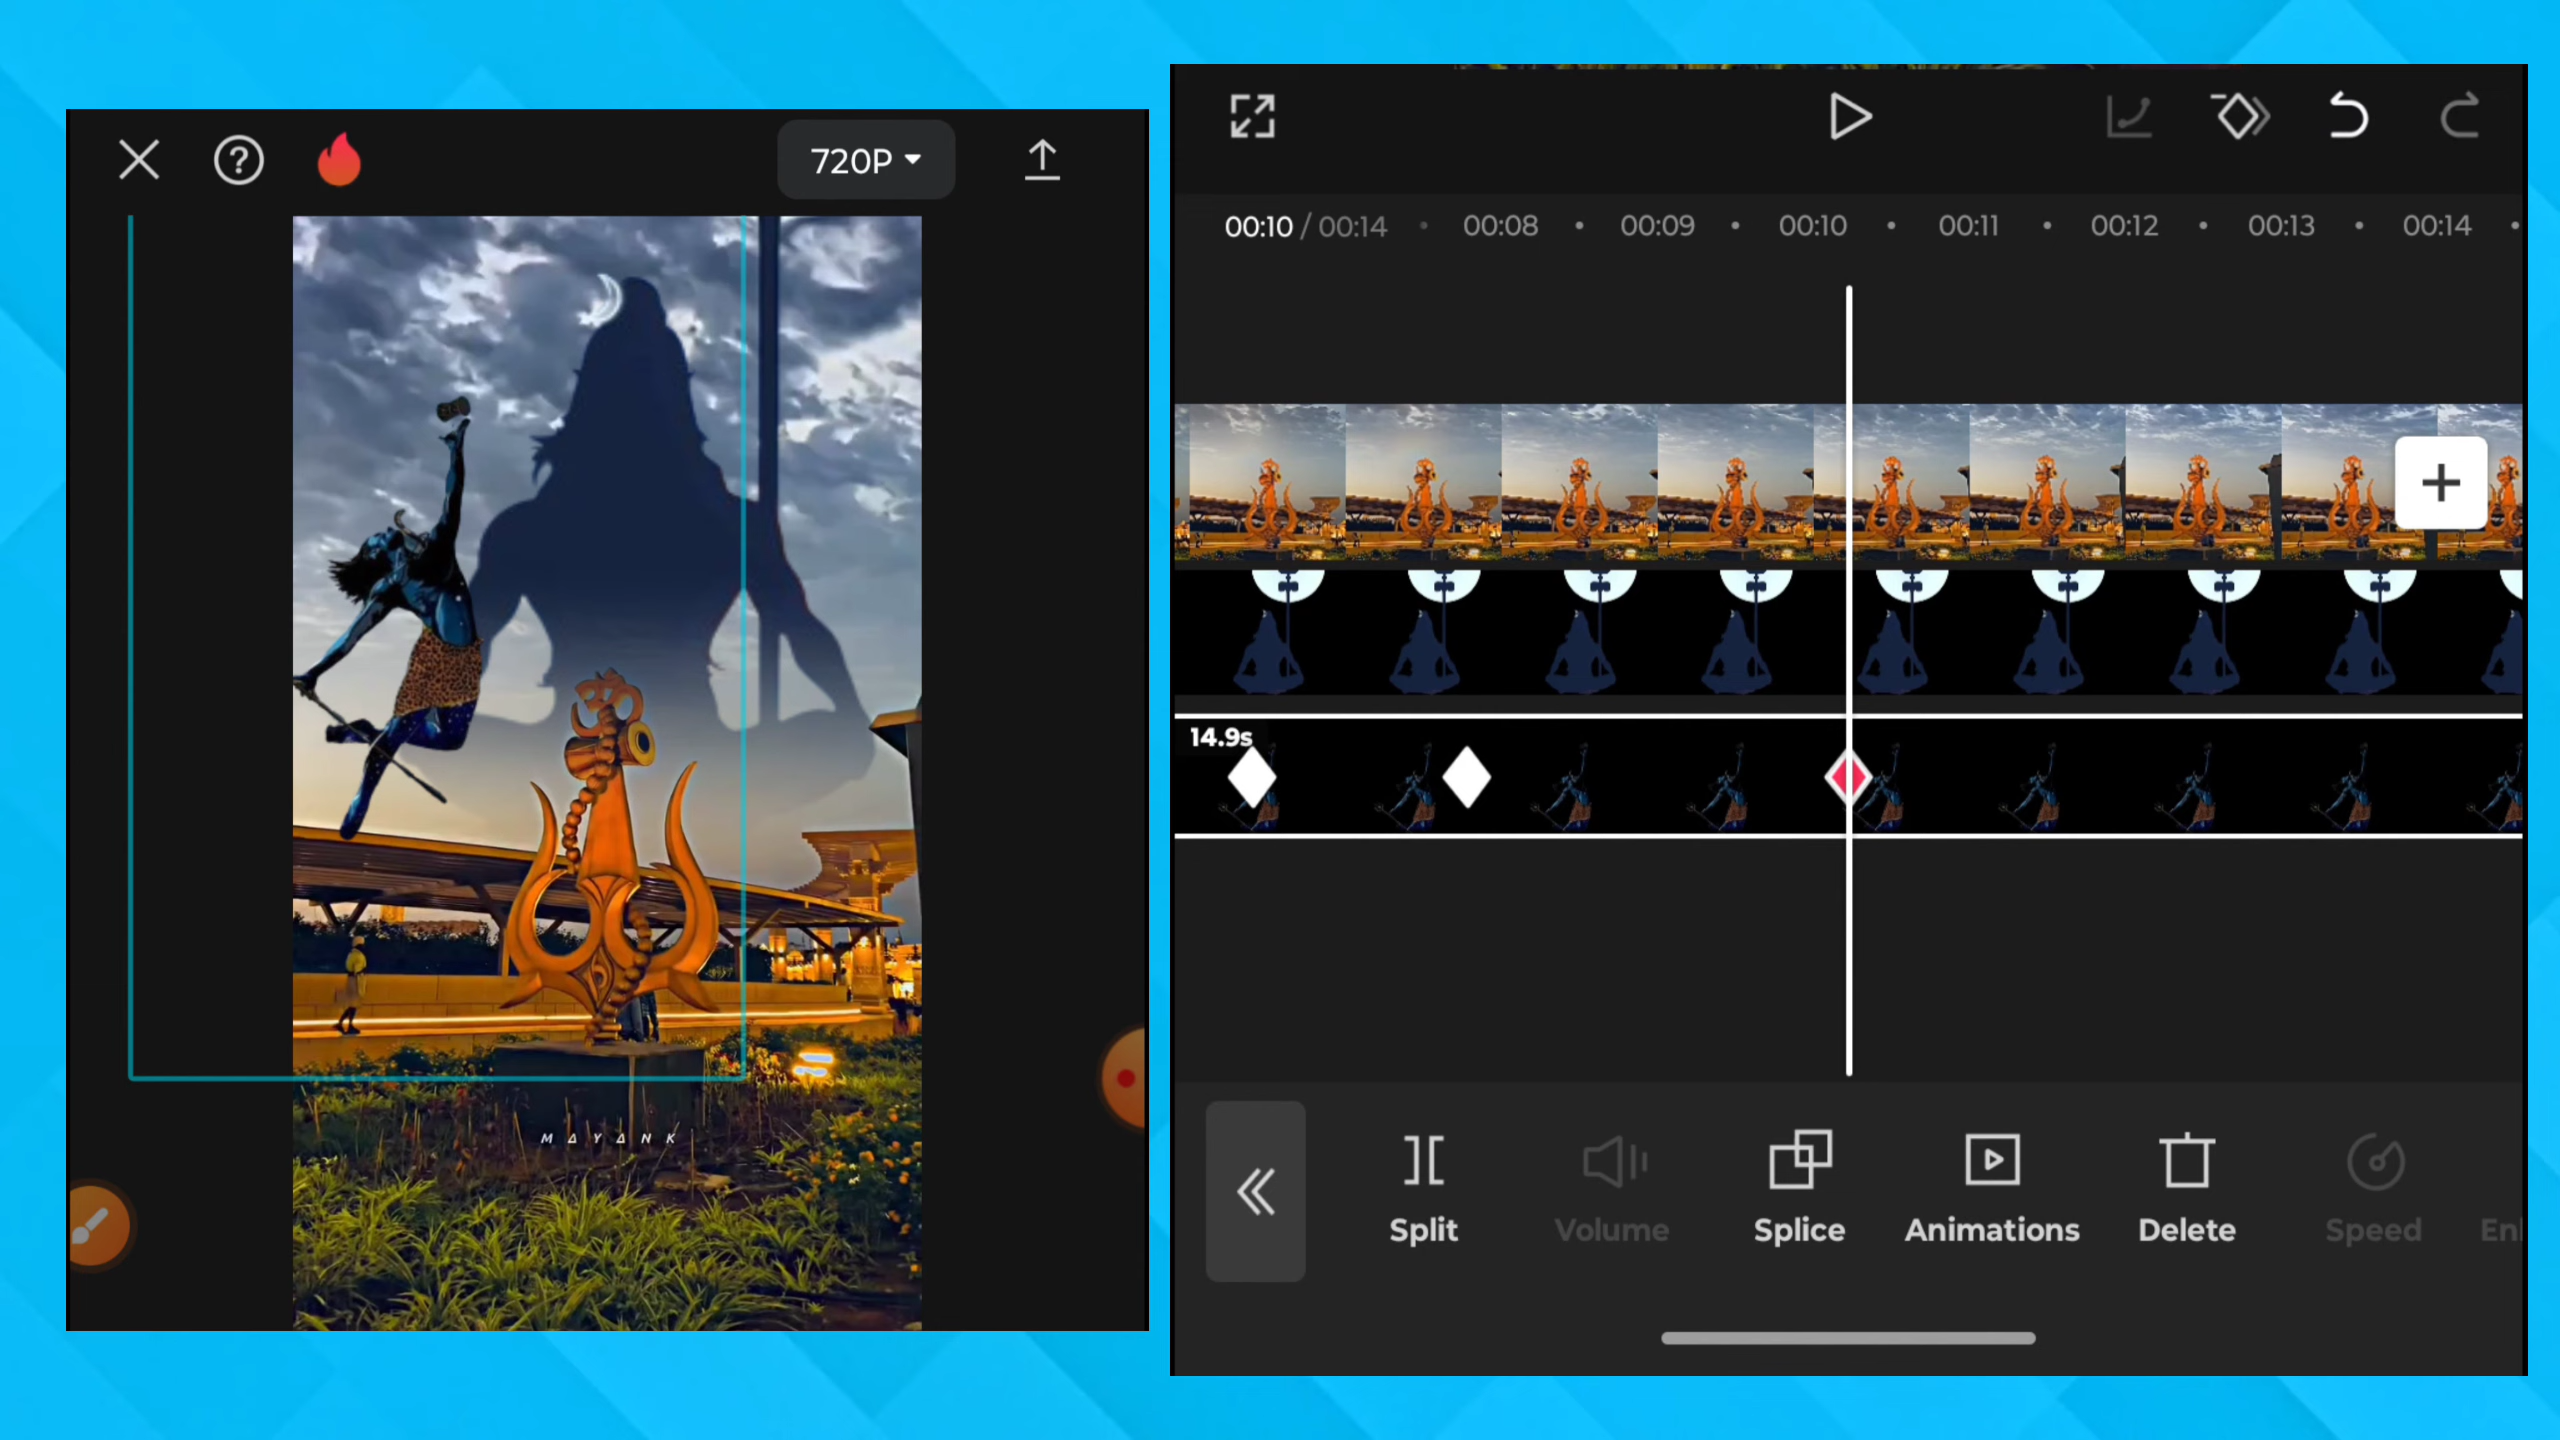 720P
MAYANK
00:10 / 00:14 00:08 00:09 00:10 00:11 00:12 00:13 00:14
14.9s
Split Volume Splice Animations Delete Speed